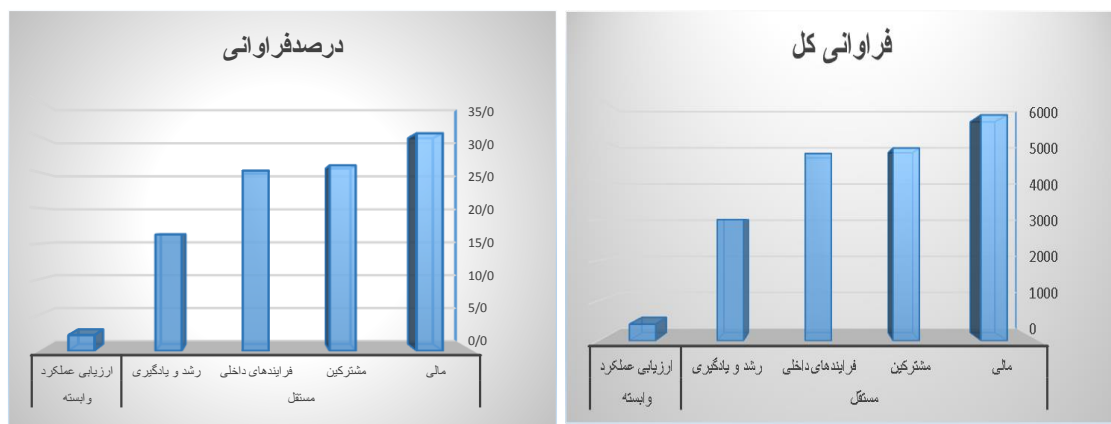 فراوانی کل
6000
5000
4000
3000
2000
1000
0
مالی
مشترکین
فرایندهای داخلی
رشد و یادگیری
ارزیابی عملکرد
مستقل
وابسته
درصدفراوانی
35/0
30/0
25/0
20/0
15/0
10/0
5/0
0/0
مالی
مشترکین
فرایندهای داخلی
رشد و یادگیری
ارزیابی عملکرد
مستقل
وابسته